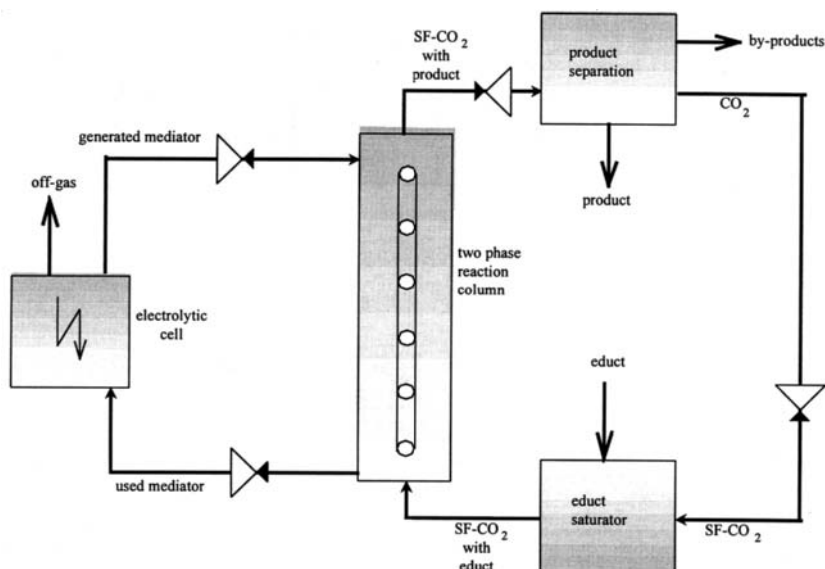 SF-CO2
with
product
product
separation
by-products
CO2
generated mediator
off-gas
product
two phase
reaction
column
electrolytic
cell
educt
used mediator
educt
saturator
SF-CO2
SF-CO2
with
educt